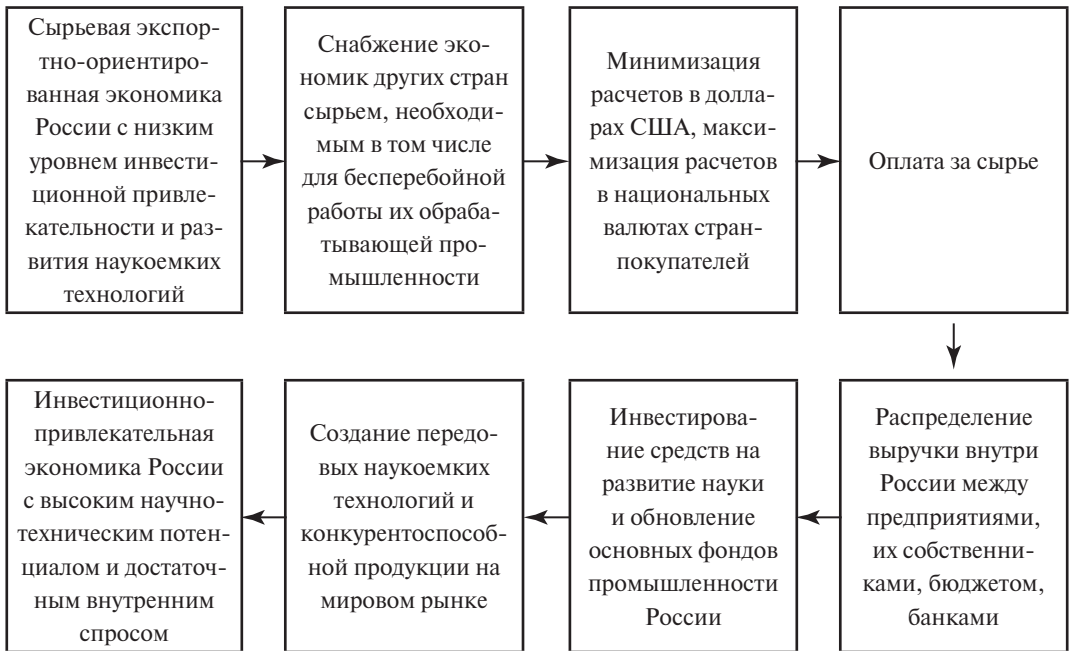 Сырьевая экспор-
тно-ориентиро-
ванная экономика
России с низким
уровнем инвести-
ционной привле-
кательности и раз-
вития наукоемких
технологий
Снабжение эко-
номик других стран
сырьем, необходи-
мым в том числе
для бесперебойной
работы их обраба-
тывающей про-
мышленности
Минимизация
расчетов в долла-
рах США, макси-
мизация расчетов
в национальных
валютах стран-
покупателей
Оплата за сырье
Распределение
выручки внутри
России между
предприятиями,
их собственни-
ками, бюджетом,
банками
Инвестирова-
ние средств на
развитие науки
и обновление
основных фондов
промышленности
России
Создание передо-
вых наукоемких
технологий и
конкурентоспособ-
ной продукции на
мировом рынке
Инвестиционно-
привлекательная
экономика России
с высоким научно-
техническим потен-
циалом и достаточ-
ным внутренним
спросом